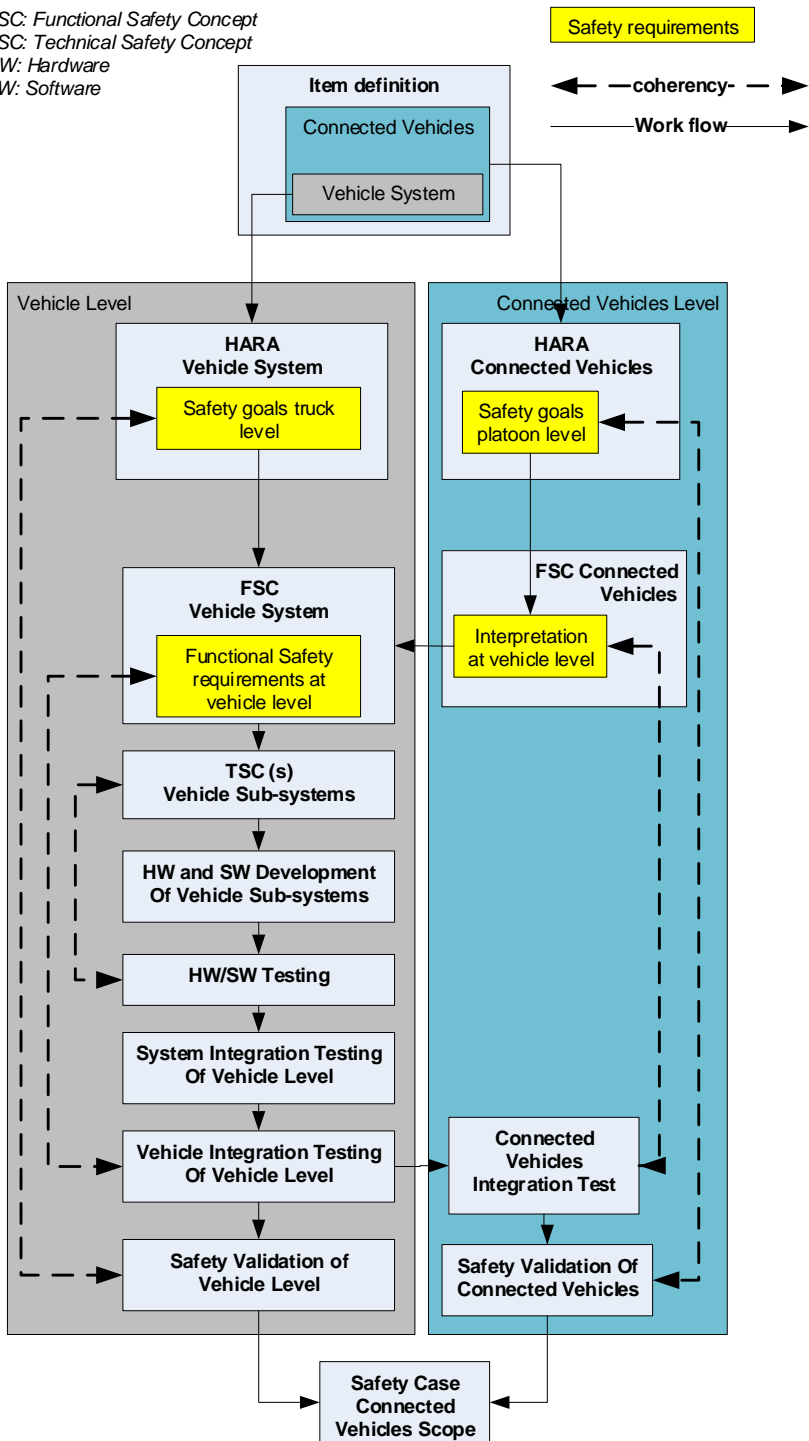 SC: Functional Safety Concept
SC: Technical Safety Concept
W: Hardware
W: Software
Safety requirements
coherency
Work flow
Item definition
Connected Vehicles
Vehicle System
Vehicle Level
HARA
Vehicle System
Safety goals truck
level
FSC
Vehicle System
Functional Safety
requirements at
vehicle level
TSC (s)
Vehicle Sub-systems
HW and SW Development
Of Vehicle Sub-systems
HW/SW Testing
System Integration Testing
Of Vehicle Level
Vehicle Integration Testing
Of Vehicle Level
Safety Validation of
Vehicle Level
Connected Vehicles Level
HARA
Connected Vehicles
Safety goals
platoon level
FSC Connected
Vehicles
Interpretation
at vehicle level
Connected
Vehicles
Integration Test
Safety Validation Of
Connected Vehicles
Safety Case
Connected
Vehicles Scope